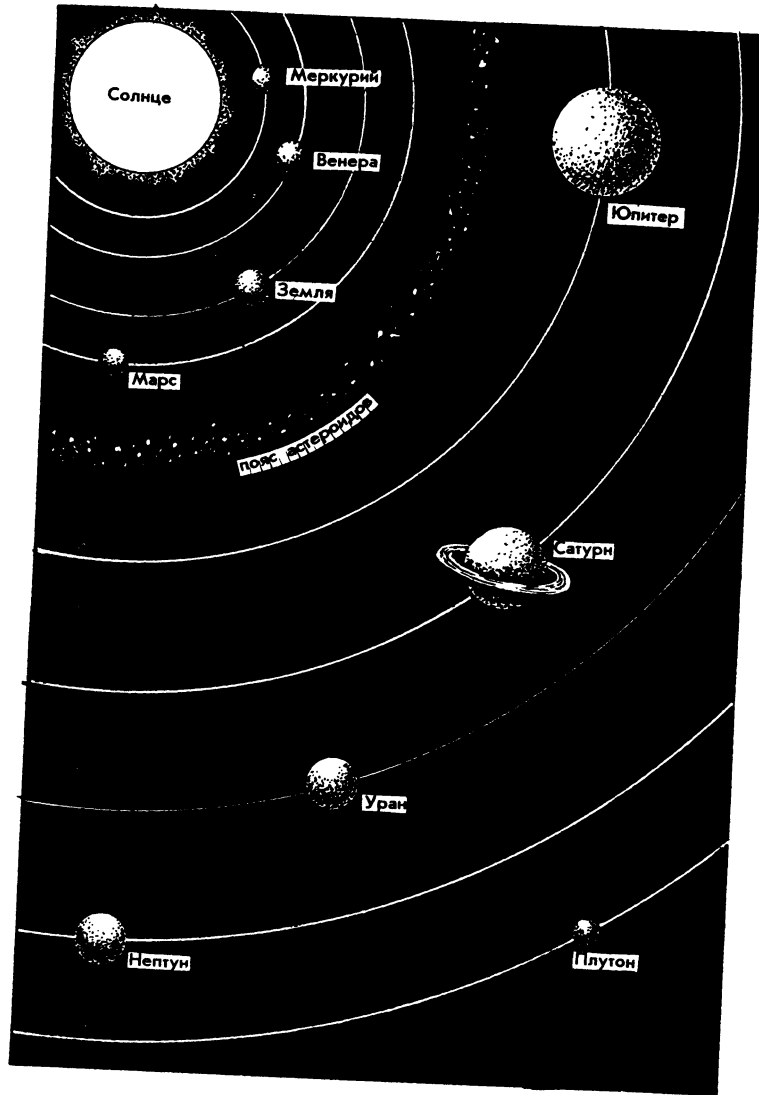 Солнце
Меркурий
Венера
Юпитер
Земля
Марс
пояс астероидов
Сатурн
Уран
Нептун
Плутон